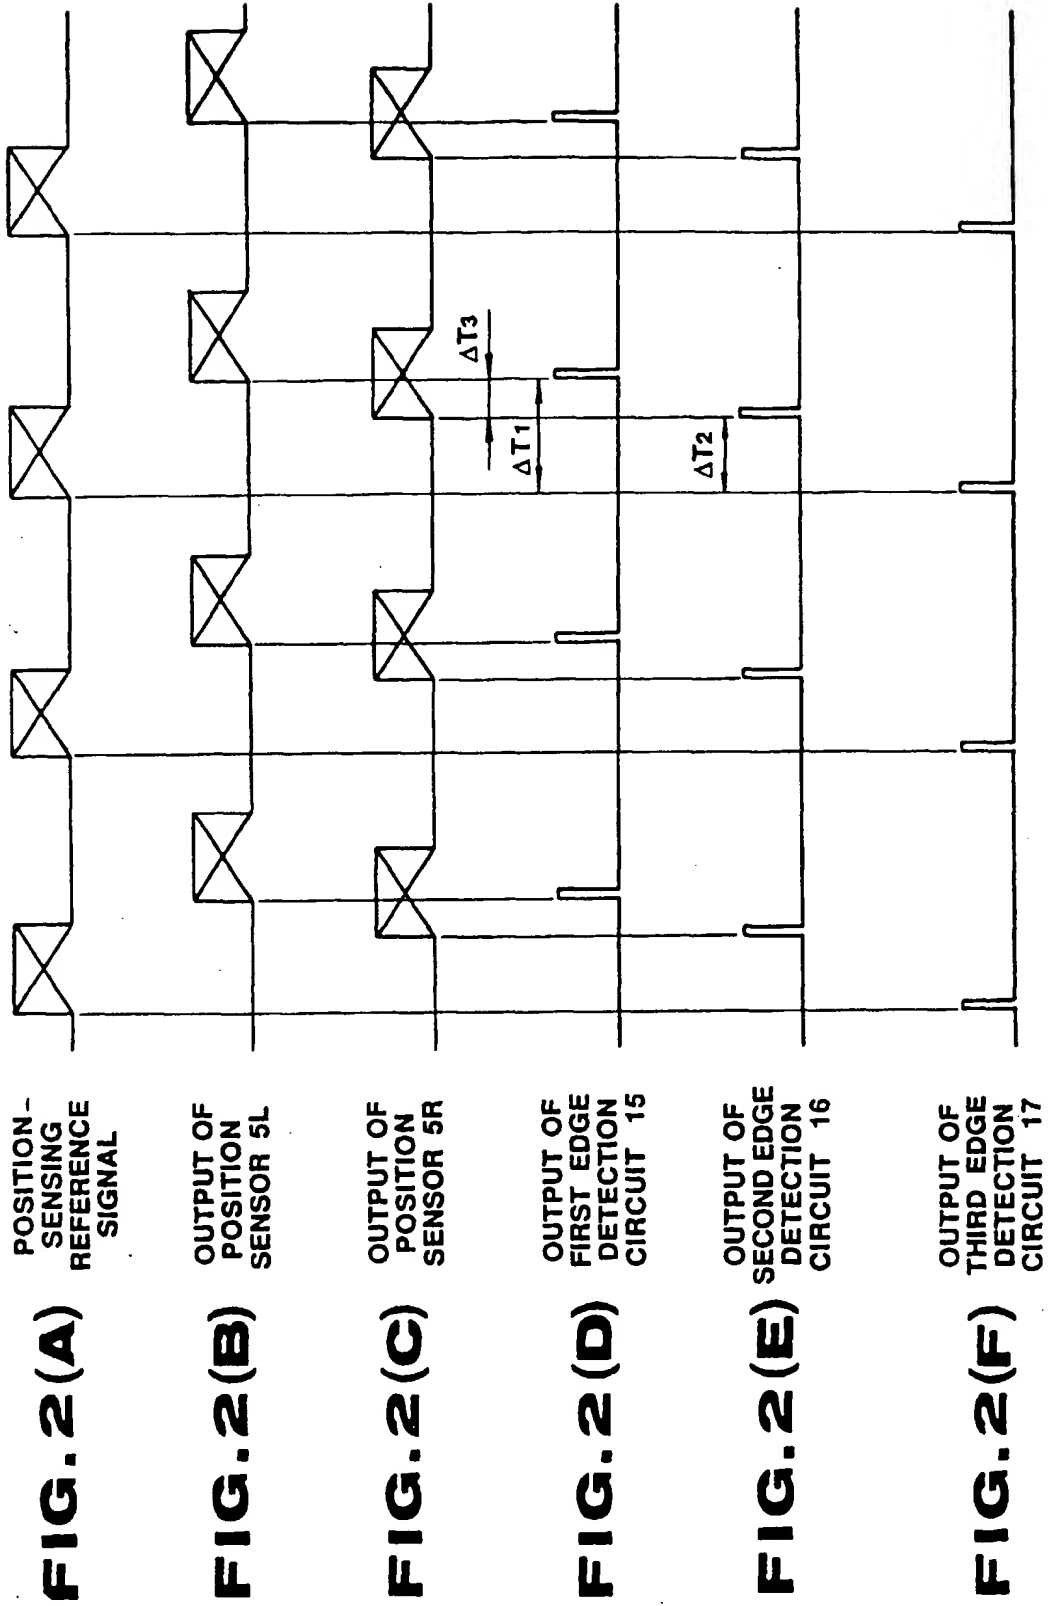 FIG. 2 (A)
POSITION-
SENSING
REFERENCE
SIGNAL
FIG. 2 (B)
OUTPUT OF
POSITION
SENSOR 5L
FIG. 2 (C)
OUTPUT OF
POSITION
SENSOR 5R
FIG. 2 (D)
OUTPUT OF
FIRST EDGE
DETECTION
CIRCUIT 15
FIG. 2 (E)
OUTPUT OF
SECOND EDGE
DETECTION
CIRCUIT 16
FIG. 2 (F)
OUTPUT OF
THIRD EDGE
DETECTION
CIRCUIT 17
ΔT3
ΔT1
ΔT2